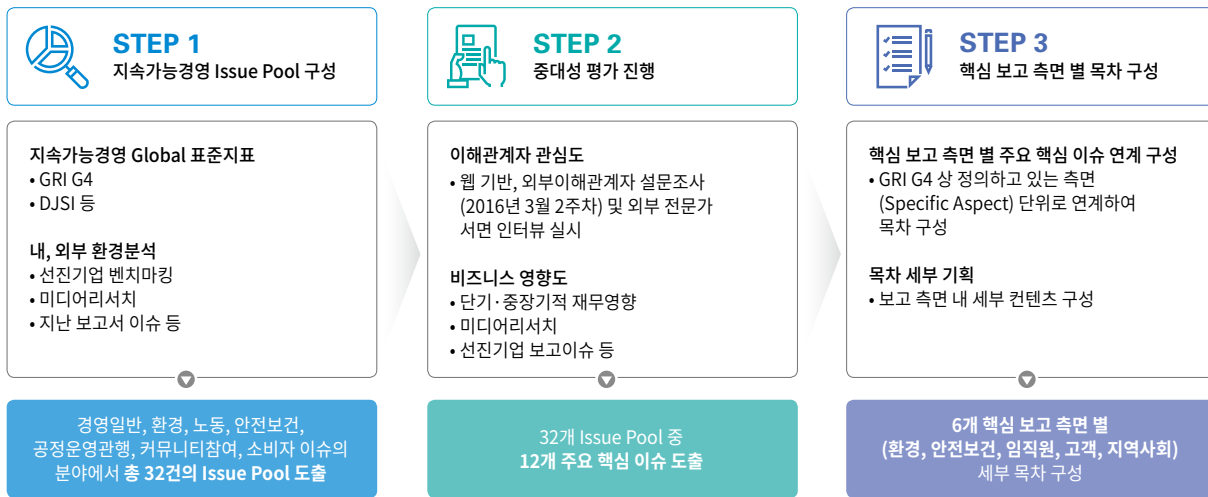 STEP 1
지속가능경영 Issue Pool 구성
지속가능경영 Global 표준지표
• GRI G4
• DJSI 등
내, 외부 환경분석
• 선진기업 벤치마킹
• 미디어리서치
• 지난 보고서 이슈 등
경영일반, 환경, 노동, 안전보건,
공정운영관행, 커뮤니티참여, 소비자 이슈의
분야에서 총 32건의 Issue Pool 도출
STEP 2
중대성 평가 진행
이해관계자 관심도
• 웹 기반, 외부이해관계자 설문조사
(2016년 3월 2주차) 및 외부 전문가
서면 인터뷰 실시
비즈니스 영향도
• 단기·중장기적 재무영향
• 미디어리서치
• 선진기업 보고이슈 등
32개 Issue Pool 중
12개 주요 핵심 이슈 도출
STEP 3
핵심 보고 측면 별 목차 구성
핵심 보고 측면 별 주요 핵심 이슈 연계 구성
• GRI G4 상 정의하고 있는 측면
(Specific Aspect) 단위로 연계하여
목차 구성
목차 세부 기획
• 보고 측면 내 세부 컨텐츠 구성
6개 핵심 보고 측면 별
(환경, 안전보건, 임직원, 고객, 지역사회)
세부 목차 구성